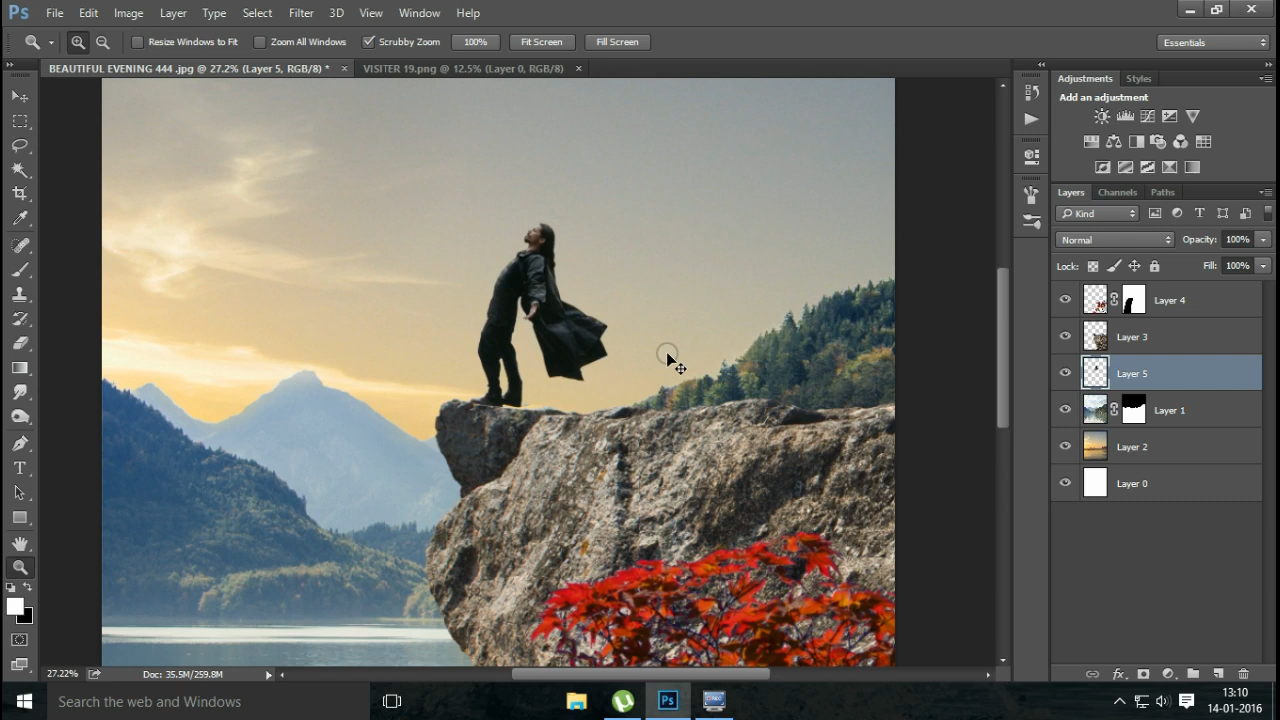 Ps File Edit Image Layer Type Select Filter 3D View Window Help
Resize Windows to Fit Zoom All Windows Scrubby Zoom 100% Fit Screen Fill Screen Essentials
BEAUTIFUL EVENING 444 .jpg @ 27.2% (Layer 5, RGB/8) * × VISITER 19.png @ 12.5% (Layer 0, RGB/8) ×
Adjustments Styles
Add an adjustment
Layers Channels Paths
Kind
Normal Opacity: 100%
Lock: Fill: 100%
Layer 4
Layer 3
Layer 5
Layer 1
Layer 2
Layer 0
27.22% Doc: 35.5M/259.8M
Search the web and Windows
Ps
13:10
14-01-2016